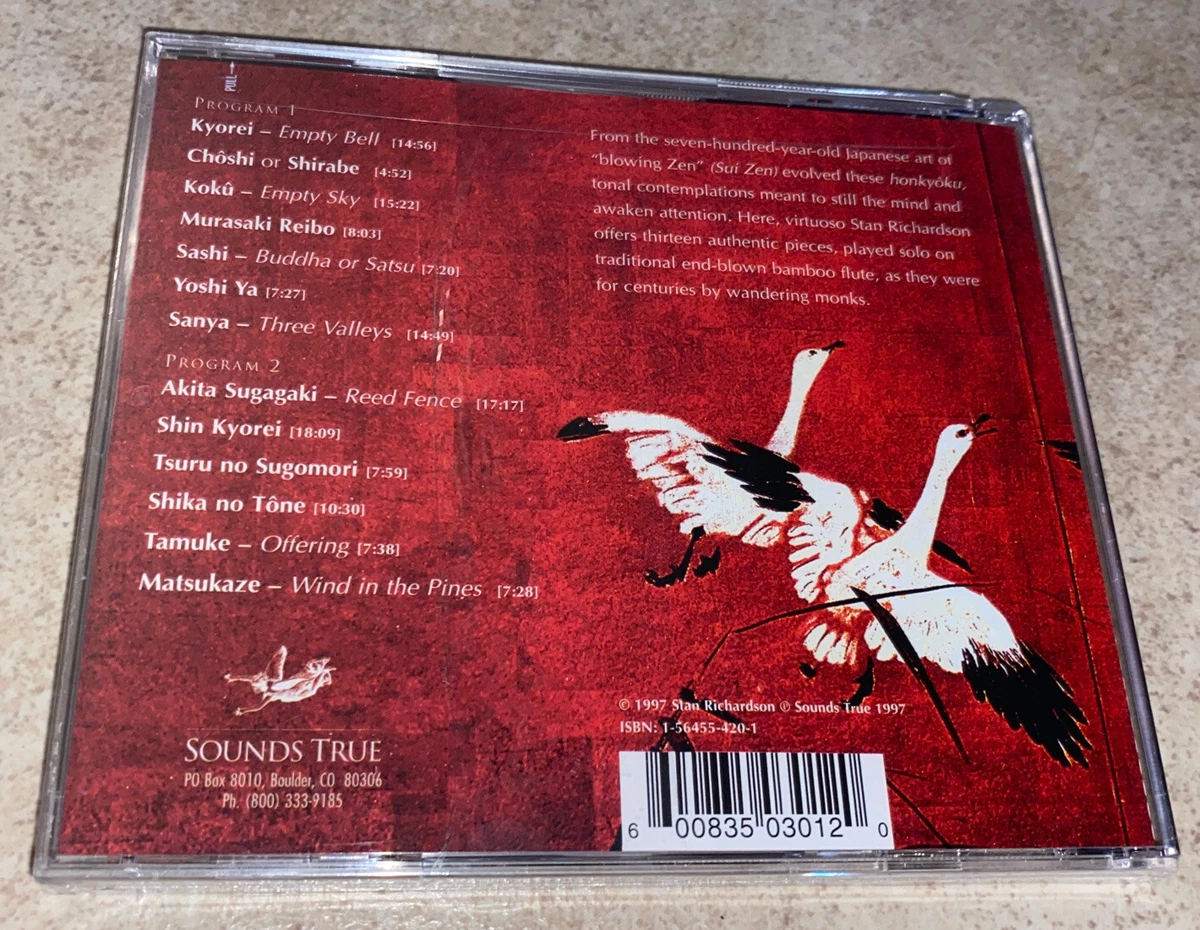 PULL
PROGRAM 1
Kyorei – Empty Bell [14:56]
Chôshi or Shirabe [4:52]
Kokû – Empty Sky [15:22]
Murasaki Reibo [8:03]
Sashi – Buddha or Satsu [7:20]
Yoshi Ya [7:27]
Sanya – Three Valleys [14:49]
PROGRAM 2
Akita Sugagaki – Reed Fence [17:17]
Shin Kyorei [18:09]
Tsuru no Sugomori [7:59]
Shika no Tône [10:30]
Tamuke – Offering [7:38]
Matsukaze – Wind in the Pines [7:28]
From the seven-hundred-year-old Japanese art of
"blowing Zen" (Sui Zen) evolved these honkyôku,
tonal contemplations meant to still the mind and
awaken attention. Here, virtuoso Stan Richardson
offers thirteen authentic pieces, played solo on
traditional end-blown bamboo flute, as they were
for centuries by wandering monks.
SOUNDS TRUE
PO Box 8010, Boulder, CO 80306
Ph. (800) 333-9185
© 1997 Stan Richardson ℗ Sounds True 1997
ISBN: 1-56455-420-1
6 00835 03012 0